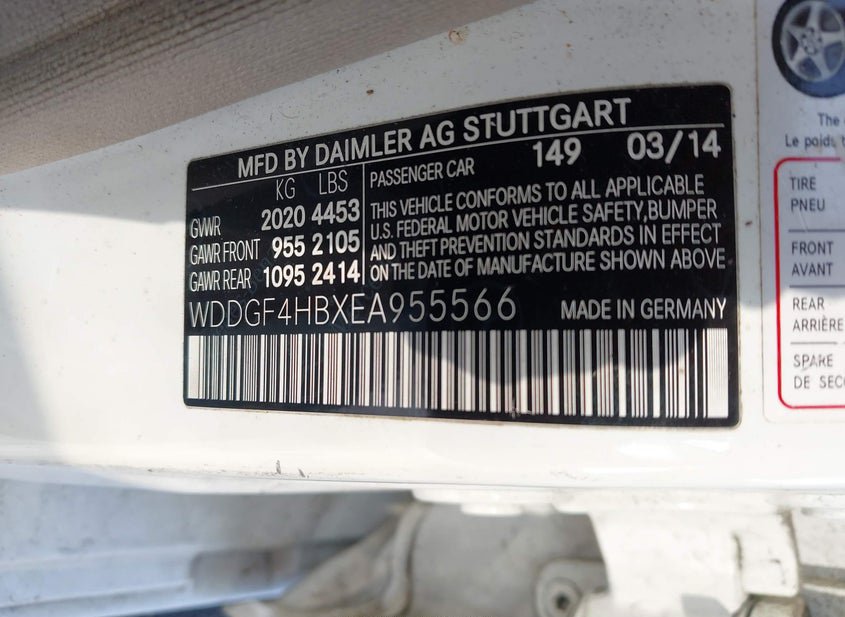 MFD BY DAIMLER AG STUTTGART
KG LBS
GVWR 2020 4453
GAWR FRONT 955 2105
GAWR REAR 1095 2414
PASSENGER CAR 149 03/14
THIS VEHICLE CONFORMS TO ALL APPLICABLE
U.S. FEDERAL MOTOR VEHICLE SAFETY,BUMPER
AND THEFT PREVENTION STANDARDS IN EFFECT
ON THE DATE OF MANUFACTURE SHOWN ABOVE
WDDGF4HBXEA955566 MADE IN GERMANY
The
Le poids
TIRE
PNEU
FRONT
AVANT
REAR
ARRIÈRE
SPARE
DE